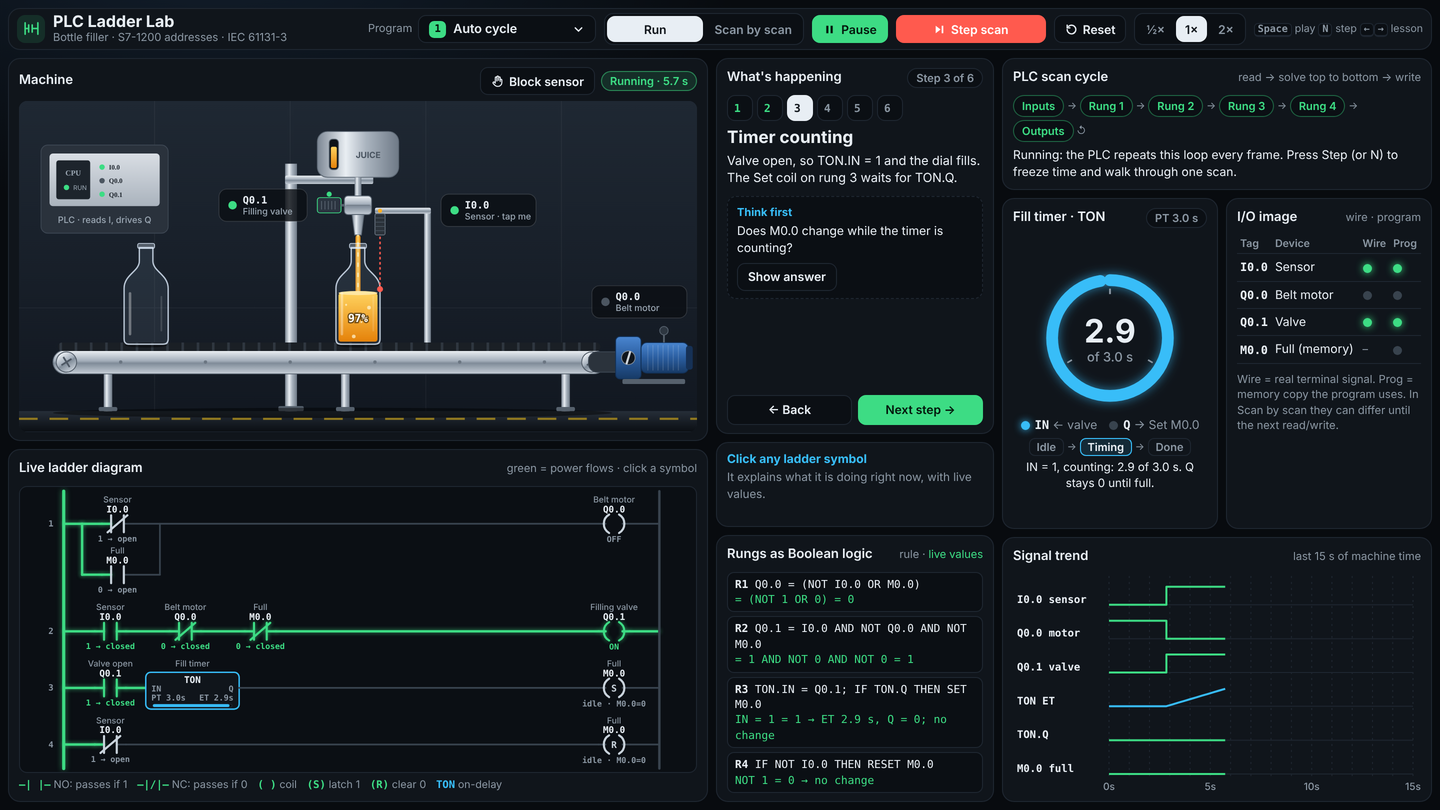 PLC Ladder Lab
Bottle filler · S7-1200 addresses · IEC 61131-3
Program
1 Auto cycle
Run
Scan by scan
Pause
Step scan
Reset
½×
1×
2×
Space play N step ← → lesson
Machine
Block sensor
Running · 5.7 s
CPU
RUN
I0.0
Q0.0
Q0.1
PLC · reads I, drives Q
JUICE
Q0.1
Filling valve
I0.0
Sensor · tap me
97%
Q0.0
Belt motor
Live ladder diagram
green = power flows · click a symbol
1
Sensor
I0.0
1 → open
Full
M0.0
0 → open
Belt motor
Q0.0
OFF
2
Sensor
I0.0
1 → closed
Belt motor
Q0.0
0 → closed
Full
M0.0
0 → closed
Filling valve
Q0.1
ON
3
Valve open
Q0.1
1 → closed
Fill timer
TON
IN Q
PT 3.0s ET 2.9s
Full
M0.0
S
idle · M0.0=0
4
Sensor
I0.0
1 → open
Full
M0.0
R
idle · M0.0=0
—| |— NO: passes if 1 —|/|— NC: passes if 0 ( ) coil (S) latch 1 (R) clear 0 TON on-delay
What's happening
Step 3 of 6
1 2 3 4 5 6
Timer counting
Valve open, so TON.IN = 1 and the dial fills.
The Set coil on rung 3 waits for TON.Q.
Think first
Does M0.0 change while the timer is
counting?
Show answer
← Back
Next step →
Click any ladder symbol
It explains what it is doing right now, with live
values.
Rungs as Boolean logic
rule · live values
R1 Q0.0 = (NOT I0.0 OR M0.0)
= (NOT 1 OR 0) = 0
R2 Q0.1 = I0.0 AND NOT Q0.0 AND NOT
M0.0
= 1 AND NOT 0 AND NOT 0 = 1
R3 TON.IN = Q0.1; IF TON.Q THEN SET
M0.0
IN = 1 = 1 → ET 2.9 s, Q = 0; no
change
R4 IF NOT I0.0 THEN RESET M0.0
NOT 1 = 0 → no change
PLC scan cycle
read → solve top to bottom → write
Inputs → Rung 1 → Rung 2 → Rung 3 → Rung 4 →
Outputs ↻
Running: the PLC repeats this loop every frame. Press Step (or N) to
freeze time and walk through one scan.
Fill timer · TON
PT 3.0 s
2.9
of 3.0 s
IN ← valve Q → Set M0.0
Idle → Timing → Done
IN = 1, counting: 2.9 of 3.0 s. Q
stays 0 until full.
I/O image
wire · program
Tag Device Wire Prog
I0.0 Sensor
Q0.0 Belt motor
Q0.1 Valve
M0.0 Full (memory) –
Wire = real terminal signal. Prog =
memory copy the program uses. In
Scan by scan they can differ until
the next read/write.
Signal trend
last 15 s of machine time
I0.0 sensor
Q0.0 motor
Q0.1 valve
TON ET
TON.Q
M0.0 full
0s 5s 10s 15s